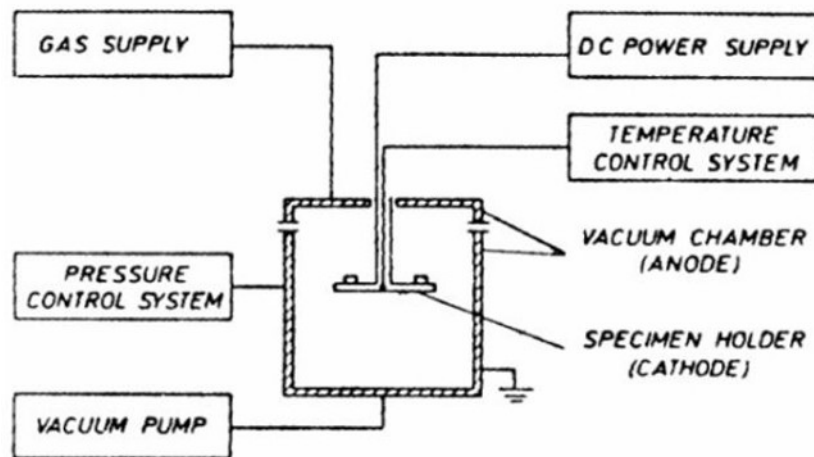 GAS SUPPLY
DC POWER SUPPLY
TEMPERATURE
CONTROL SYSTEM
VACUUM CHAMBER
(ANODE)
PRESSURE
CONTROL SYSTEM
SPECIMEN HOLDER
(CATHODE)
VACUUM PUMP